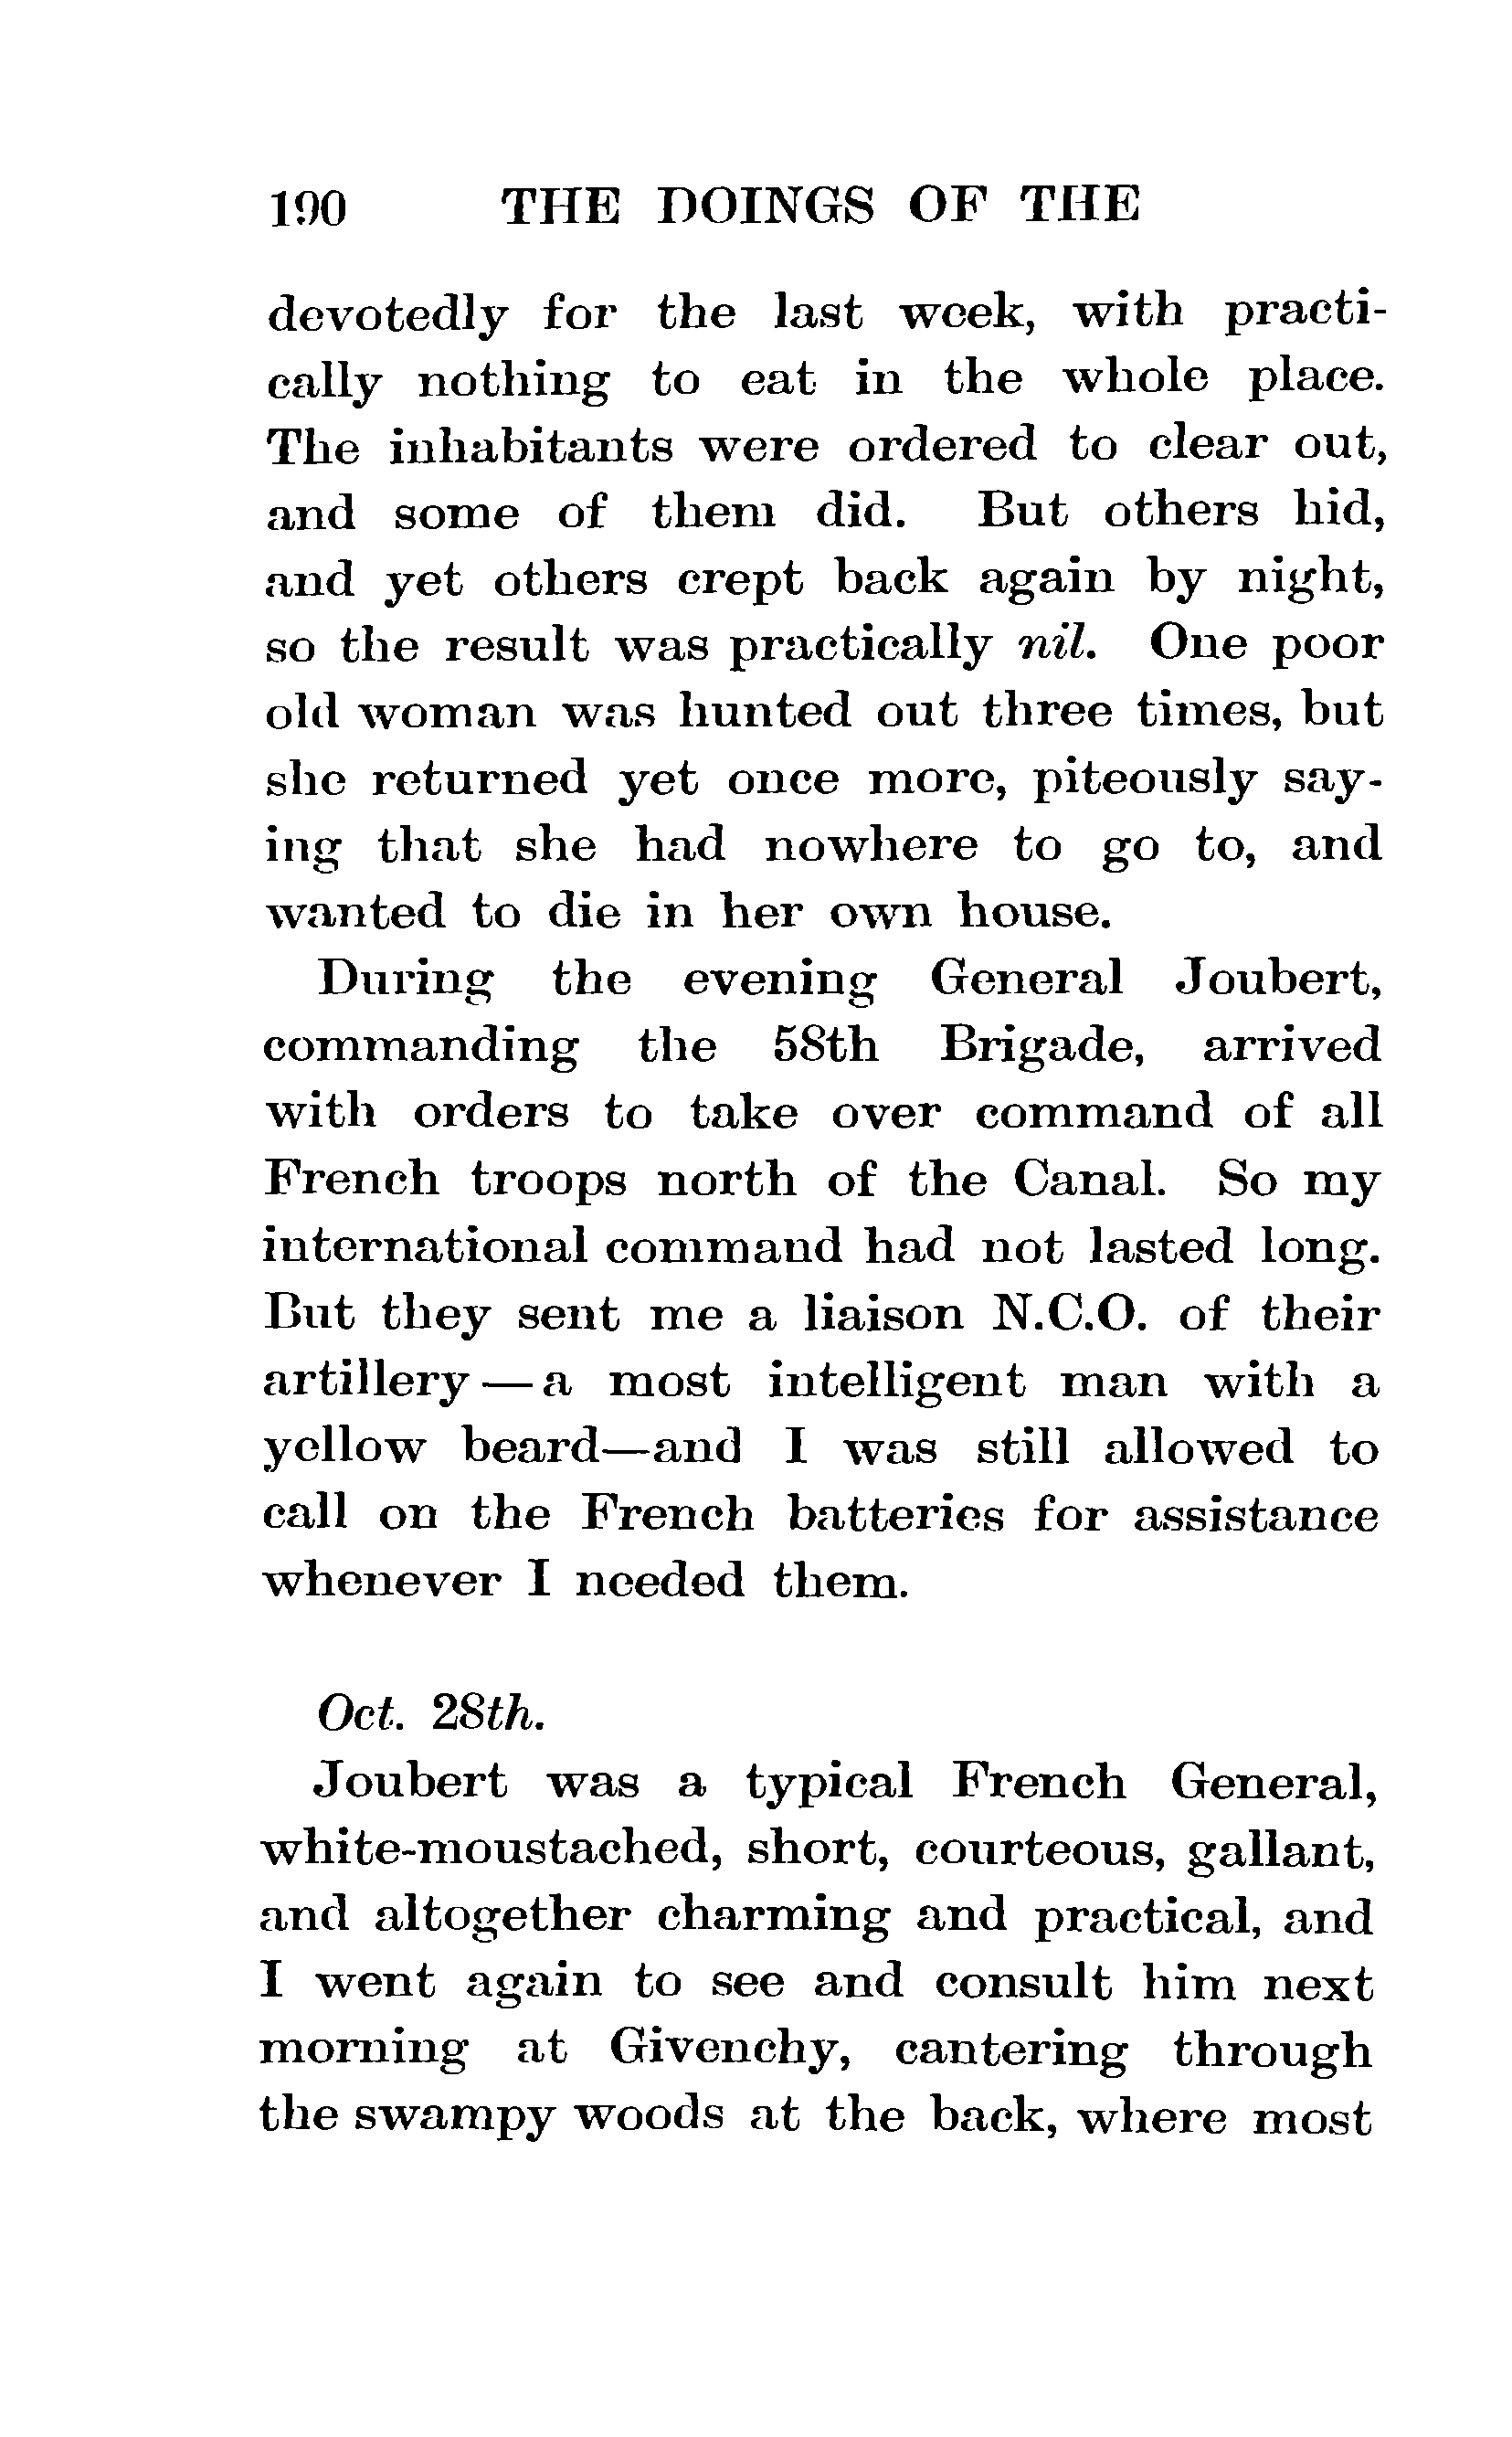 190 THE DOINGS OF THE
devotedly for the last week, with practi-
cally nothing to eat in the whole place.
The inhabitants were ordered to clear out,
and some of them did. But others hid,
and yet others crept back again by night,
so the result was practically nil. One poor
old woman was hunted out three times, but
she returned yet once more, piteously say-
ing that she had nowhere to go to, and
wanted to die in her own house.
During the evening General Joubert,
commanding the 58th Brigade, arrived
with orders to take over command of all
French troops north of the Canal. So my
international command had not lasted long.
But they sent me a liaison N.C.O. of their
artillery—a most intelligent man with a
yellow beard—and I was still allowed to
call on the French batteries for assistance
whenever I needed them.
Oct. 28th.
Joubert was a typical French General,
white-moustached, short, courteous, gallant,
and altogether charming and practical, and
I went again to see and consult him next
morning at Givenchy, cantering through
the swampy woods at the back, where most